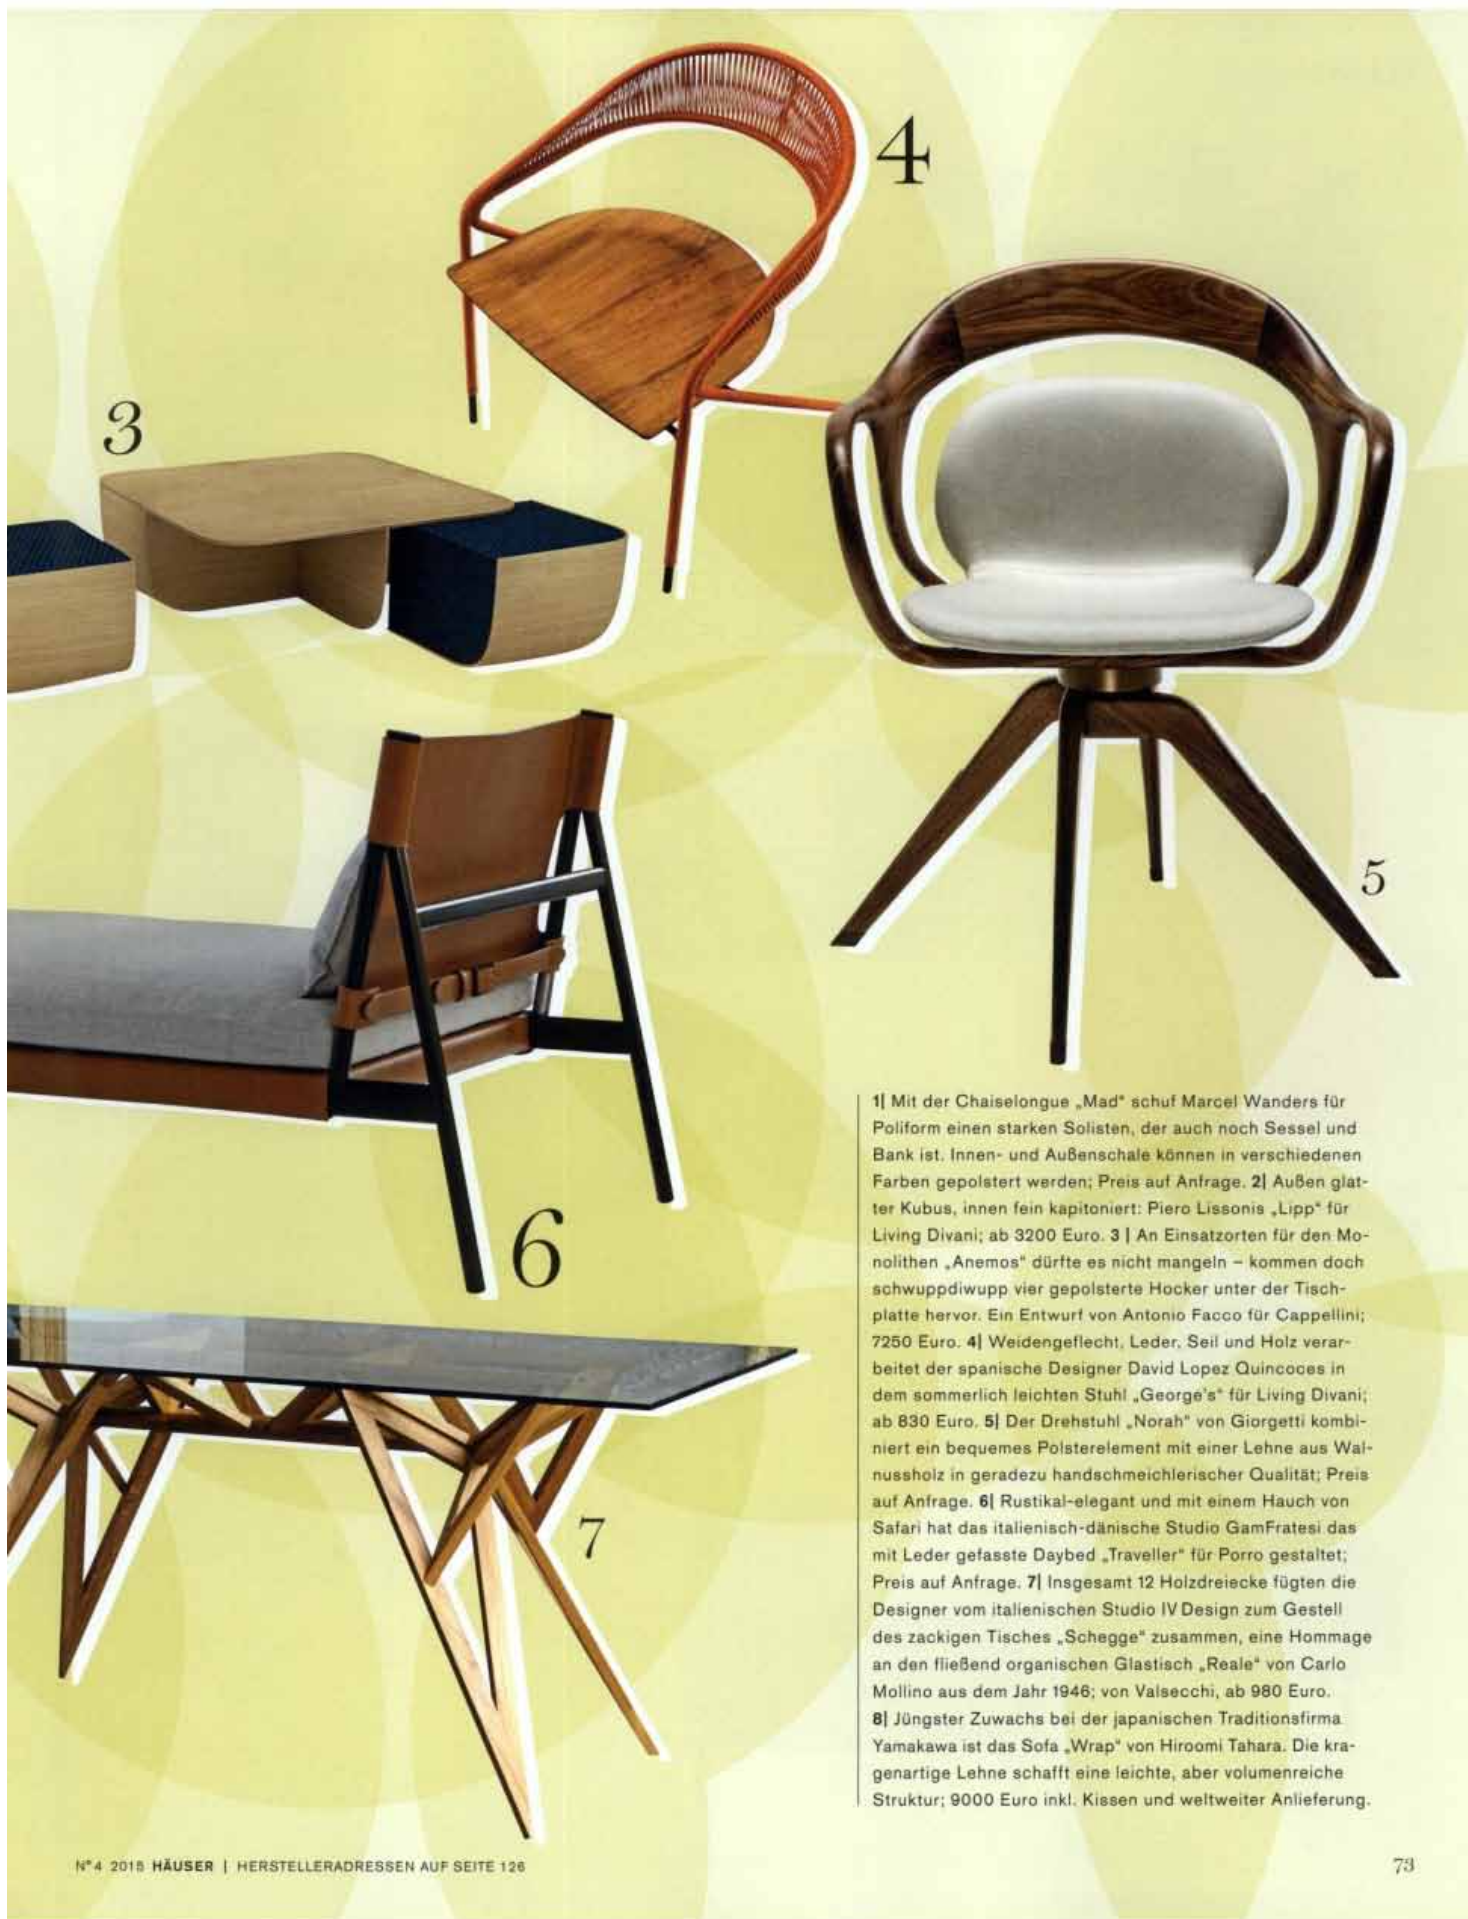 4
3
5
6
7
1| Mit der Chaiselongue „Mad“ schuf Marcel Wanders für
Poliform einen starken Solisten, der auch noch Sessel und
Bank ist. Innen- und Außenschale können in verschiedenen
Farben gepolstert werden; Preis auf Anfrage. 2| Außen glat-
ter Kubus, innen fein kapitoniert: Piero Lissonis „Lipp“ für
Living Divani; ab 3200 Euro. 3 | An Einsatzorten für den Mo-
nolithen „Anemos“ dürfte es nicht mangeln – kommen doch
schwuppdiwupp vier gepolsterte Hocker unter der Tisch-
platte hervor. Ein Entwurf von Antonio Facco für Cappellini;
7250 Euro. 4| Weidengeflecht, Leder, Seil und Holz verar-
beitet der spanische Designer David Lopez Quincoces in
dem sommerlich leichten Stuhl „George's“ für Living Divani;
ab 830 Euro. 5| Der Drehstuhl „Norah“ von Giorgetti kombi-
niert ein bequemes Polsterelement mit einer Lehne aus Wal-
nussholz in geradezu handschmeichlerischer Qualität; Preis
auf Anfrage. 6| Rustikal-elegant und mit einem Hauch von
Safari hat das italienisch-dänische Studio GamFratesi das
mit Leder gefasste Daybed „Traveller“ für Porro gestaltet;
Preis auf Anfrage. 7| Insgesamt 12 Holzdreiecke fügten die
Designer vom italienischen Studio IV Design zum Gestell
des zackigen Tisches „Schegge“ zusammen, eine Hommage
an den fließend organischen Glastisch „Reale“ von Carlo
Mollino aus dem Jahr 1946; von Valsecchi, ab 980 Euro.
8| Jüngster Zuwachs bei der japanischen Traditionsfirma
Yamakawa ist das Sofa „Wrap“ von Hiroomi Tahara. Die kra-
genartige Lehne schafft eine leichte, aber volumenreiche
Struktur; 9000 Euro inkl. Kissen und weltweiter Anlieferung.
N°4 2015 HÄUSER | HERSTELLERADRESSEN AUF SEITE 126
73